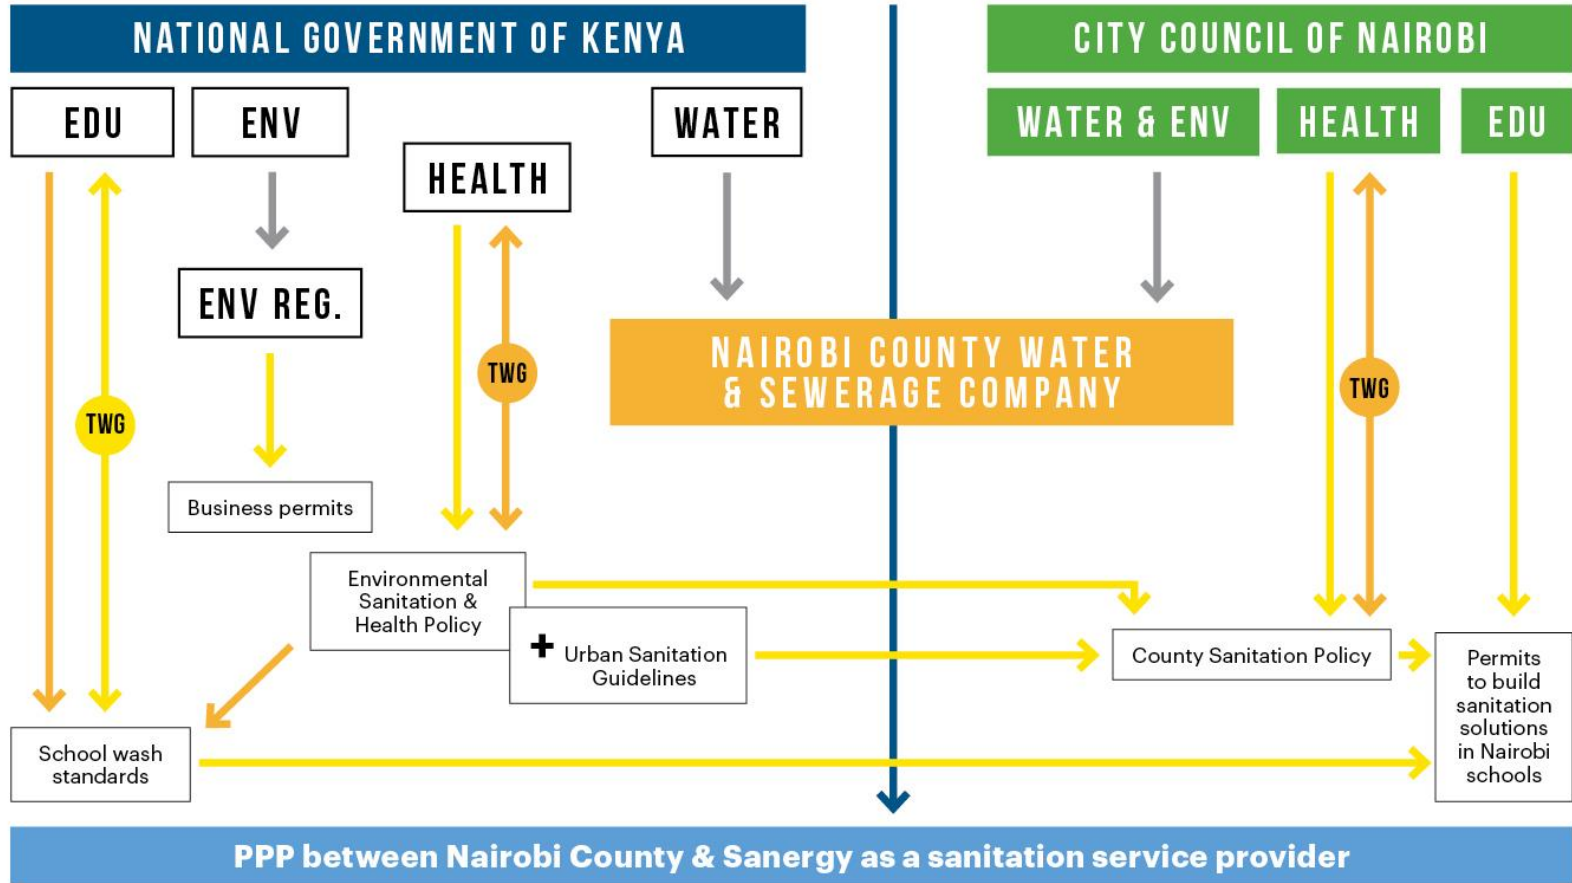 NATIONAL GOVERNMENT OF KENYA
CITY COUNCIL OF NAIROBI
EDU
ENV
HEALTH
WATER
WATER & ENV
HEALTH
EDU
ENV REG.
TWG
TWG
TWG
NAIROBI COUNTY WATER
& SEWERAGE COMPANY
Business permits
Environmental
Sanitation &
Health Policy
+ Urban Sanitation
Guidelines
County Sanitation Policy
Permits
to build
sanitation
solutions
in Nairobi
schools
School wash
standards
PPP between Nairobi County & Sanergy as a sanitation service provider